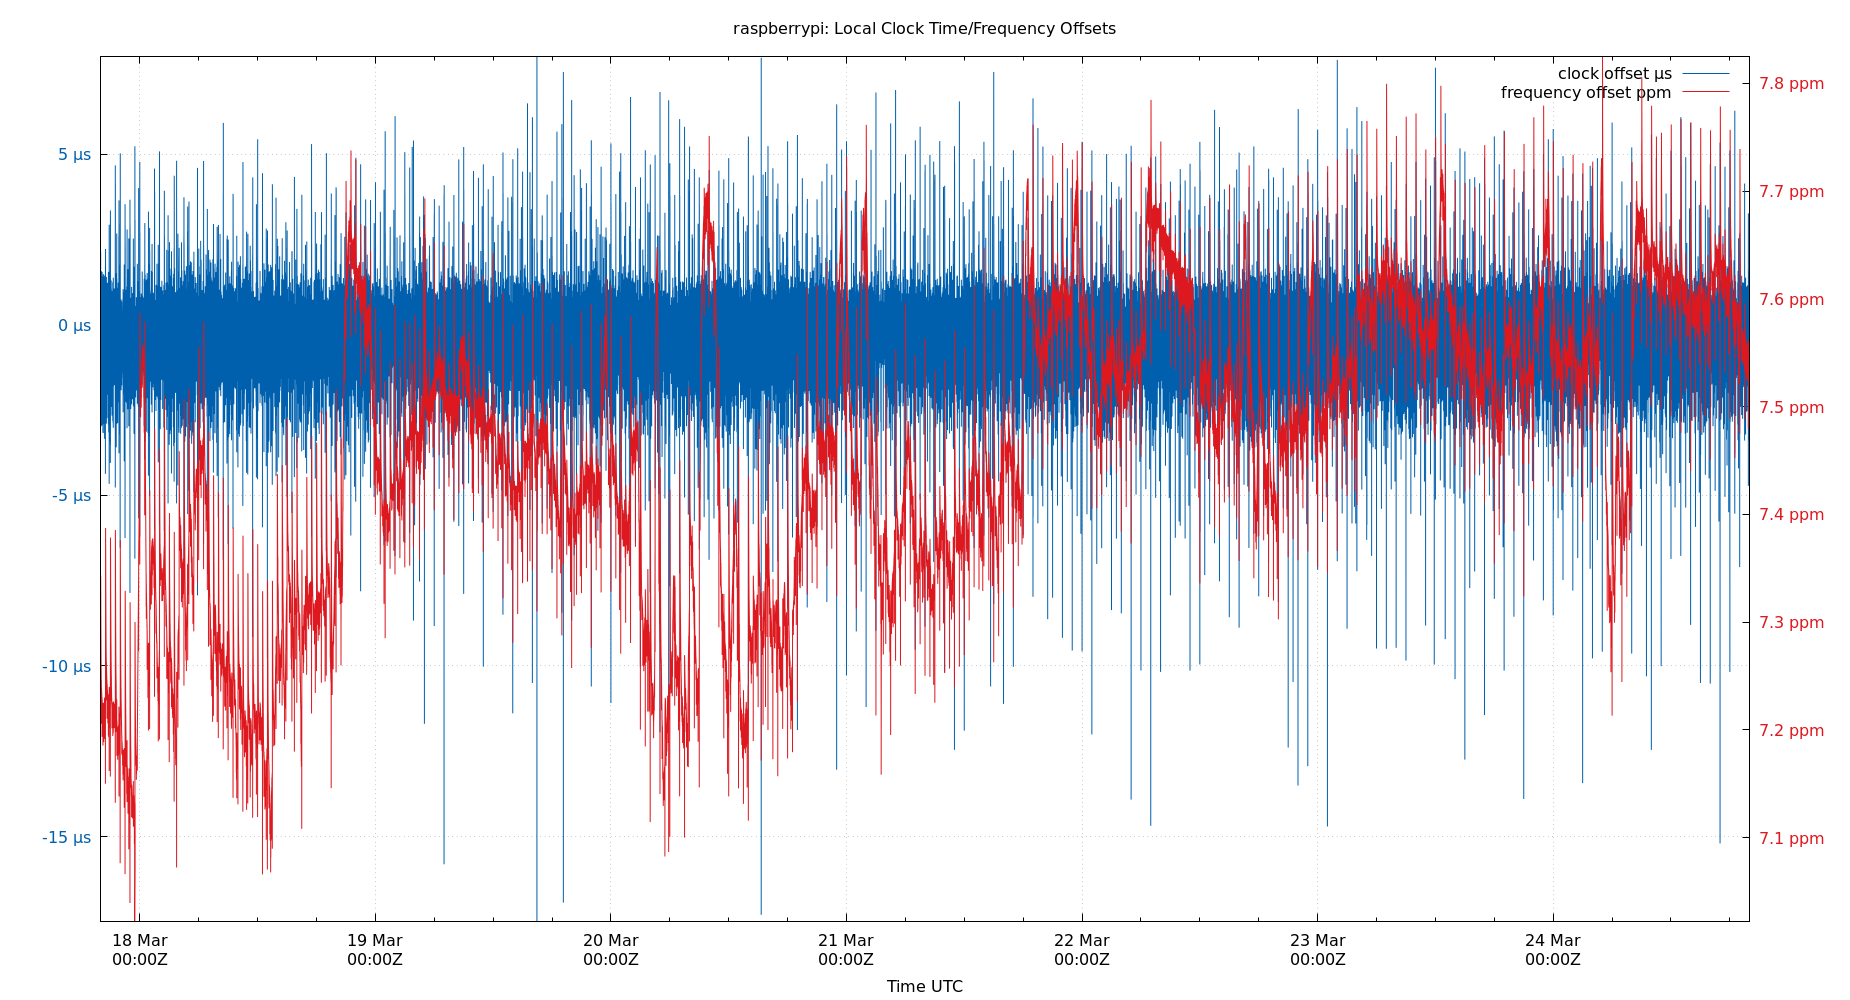 raspberrypi: Local Clock Time/Frequency Offsets
clock offset µs
frequency offset ppm
5 µs
0 µs
-5 µs
-10 µs
-15 µs
7.8 ppm
7.7 ppm
7.6 ppm
7.5 ppm
7.4 ppm
7.3 ppm
7.2 ppm
7.1 ppm
18 Mar 19 Mar 20 Mar 21 Mar 22 Mar 23 Mar 24 Mar
00:00Z 00:00Z 00:00Z 00:00Z 00:00Z 00:00Z 00:00Z
Time UTC